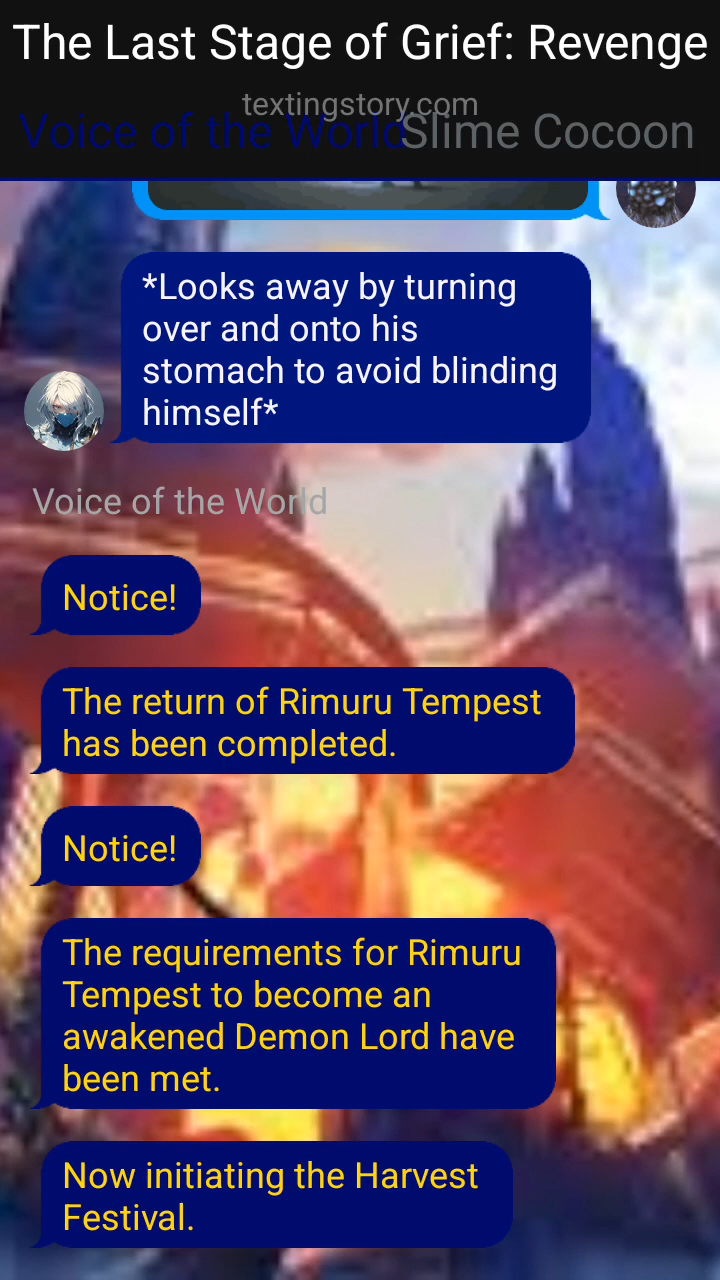 The Last Stage of Grief: Revenge
textingstory.com
Voice of the World
Slime Cocoon
*Looks away by turning
over and onto his
stomach to avoid blinding
himself*
Voice of the World
Notice!
The return of Rimuru Tempest
has been completed.
Notice!
The requirements for Rimuru
Tempest to become an
awakened Demon Lord have
been met.
Now initiating the Harvest
Festival.